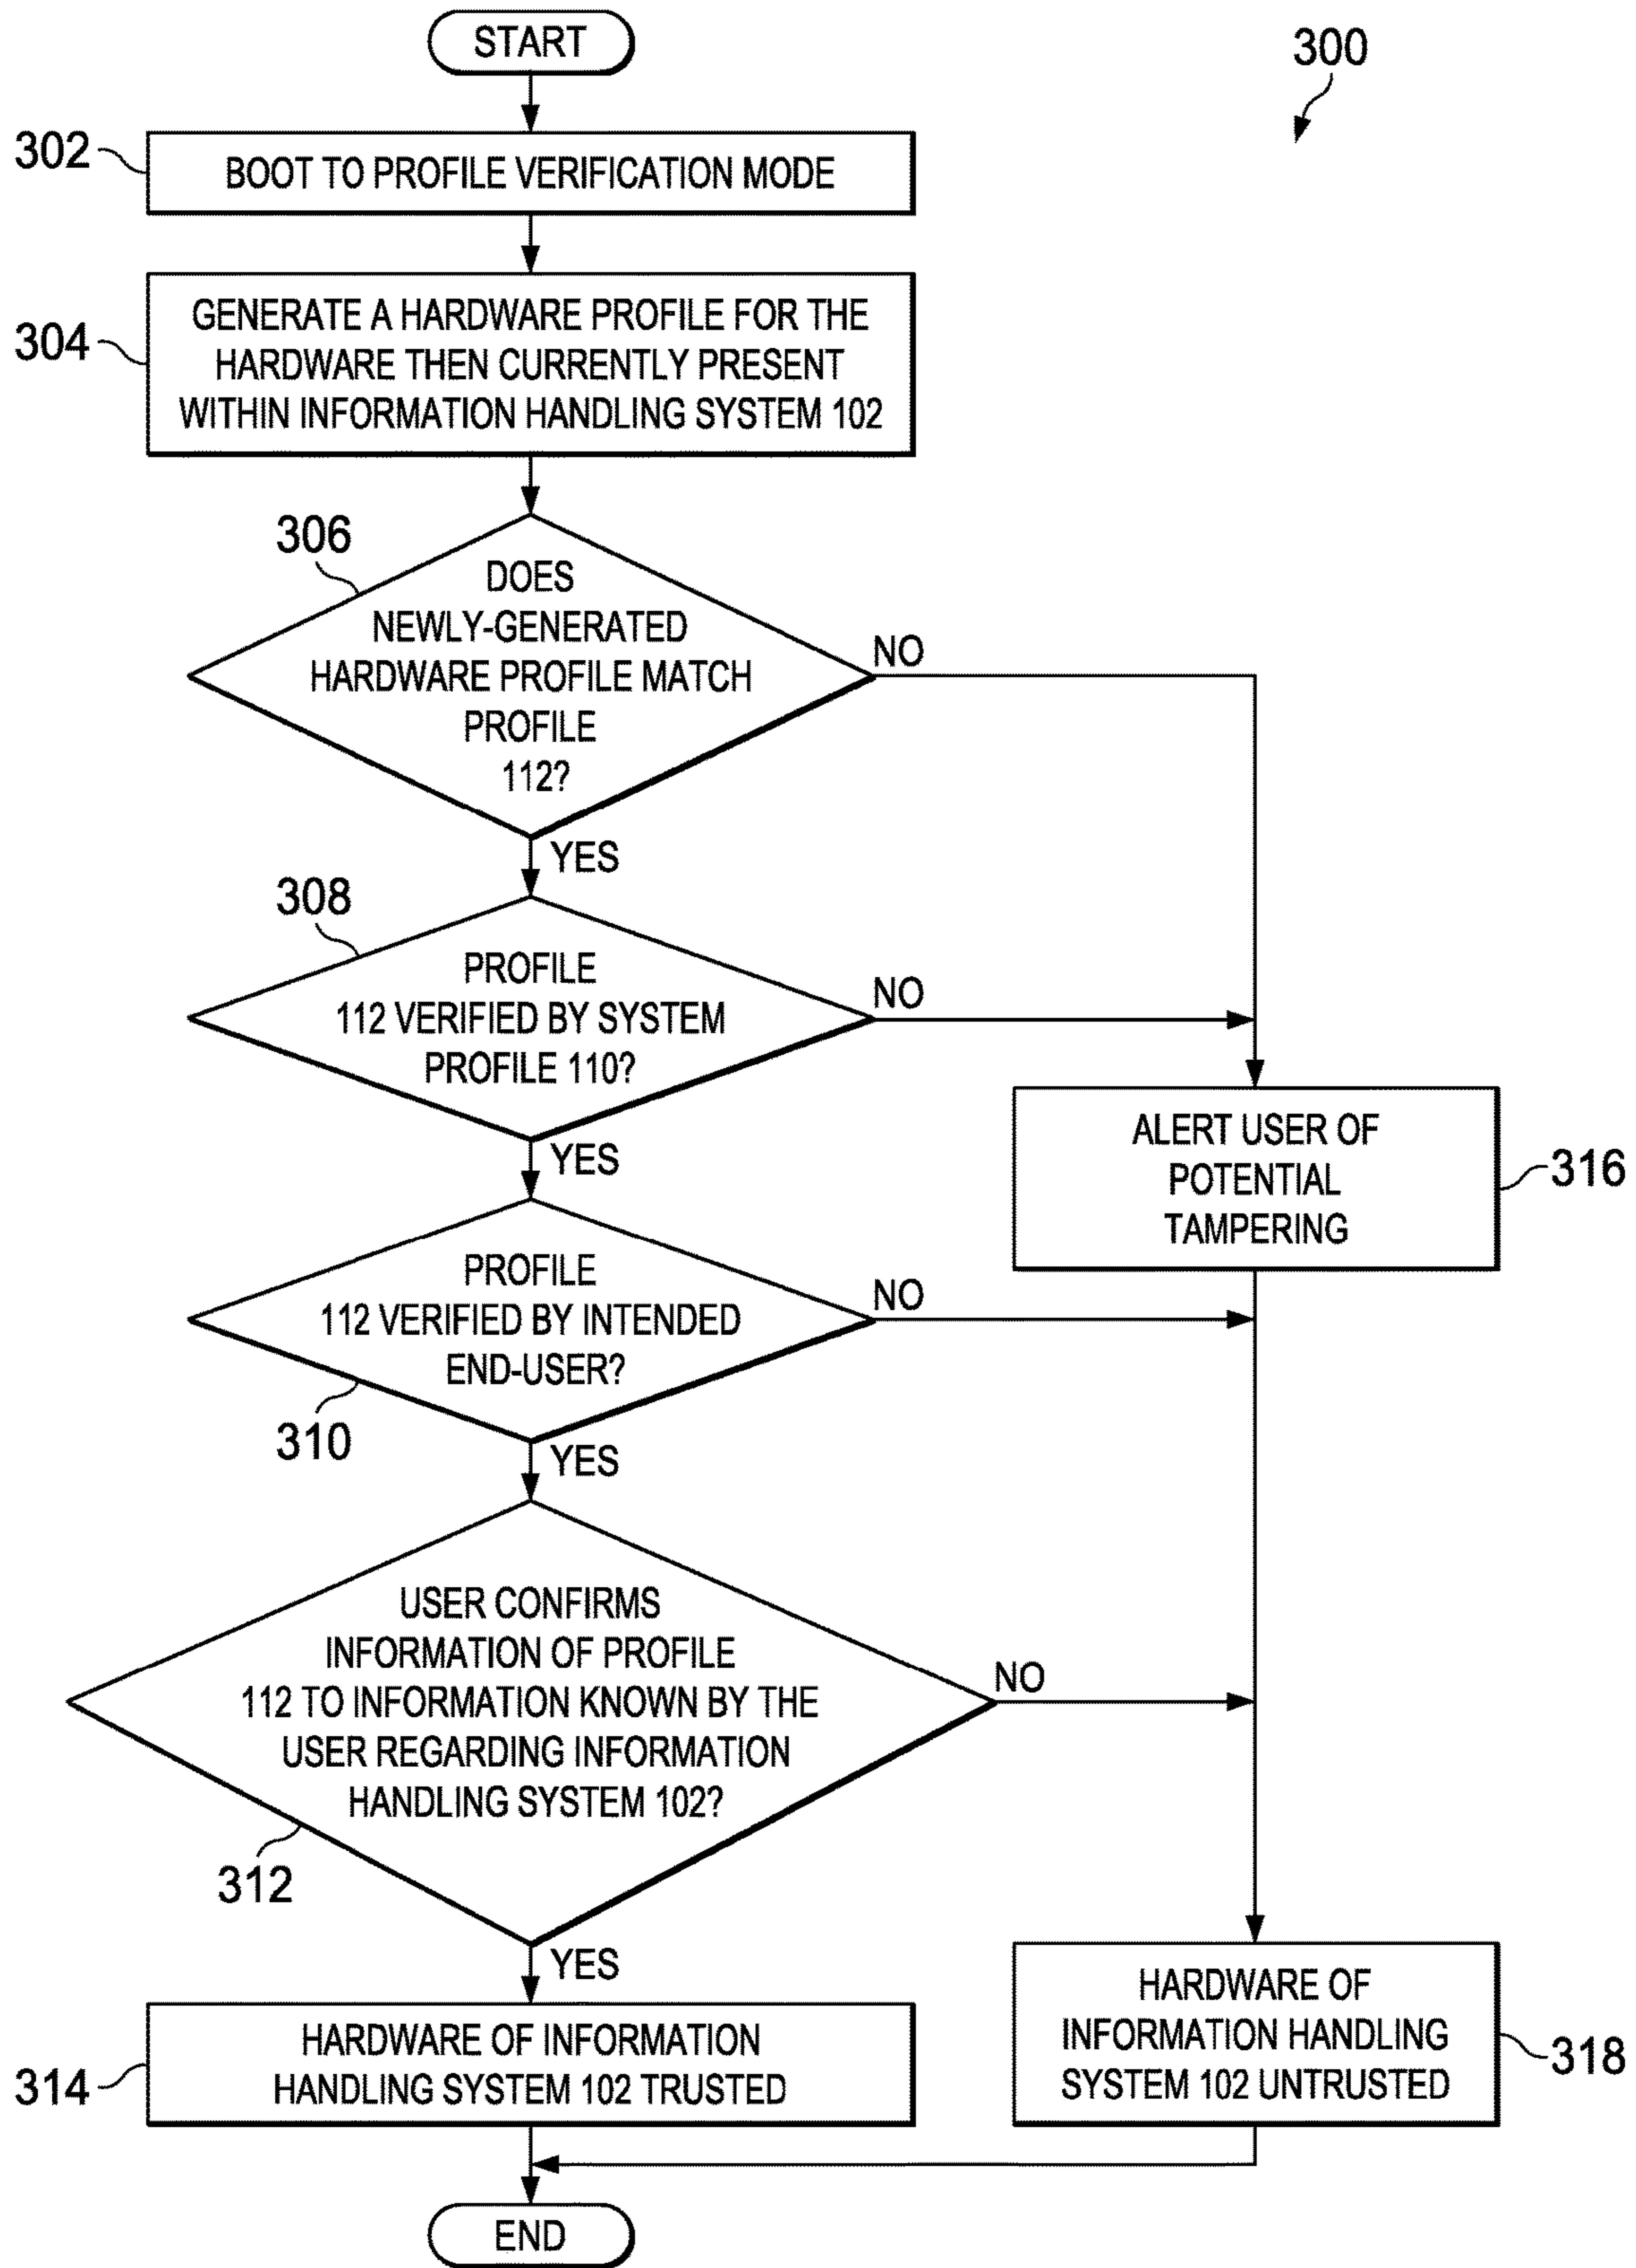 START
300
302
BOOT TO PROFILE VERIFICATION MODE
304
GENERATE A HARDWARE PROFILE FOR THE
HARDWARE THEN CURRENTLY PRESENT
WITHIN INFORMATION HANDLING SYSTEM 102
306
DOES
NEWLY-GENERATED
HARDWARE PROFILE MATCH
PROFILE
112?
NO
YES
308
PROFILE
112 VERIFIED BY SYSTEM
PROFILE 110?
NO
YES
ALERT USER OF
POTENTIAL
TAMPERING
316
PROFILE
112 VERIFIED BY INTENDED
END-USER?
NO
310
YES
USER CONFIRMS
INFORMATION OF PROFILE
112 TO INFORMATION KNOWN BY THE
USER REGARDING INFORMATION
HANDLING SYSTEM 102?
NO
312
YES
HARDWARE OF INFORMATION
HANDLING SYSTEM 102 TRUSTED
314
HARDWARE OF
INFORMATION HANDLING
SYSTEM 102 UNTRUSTED
318
END